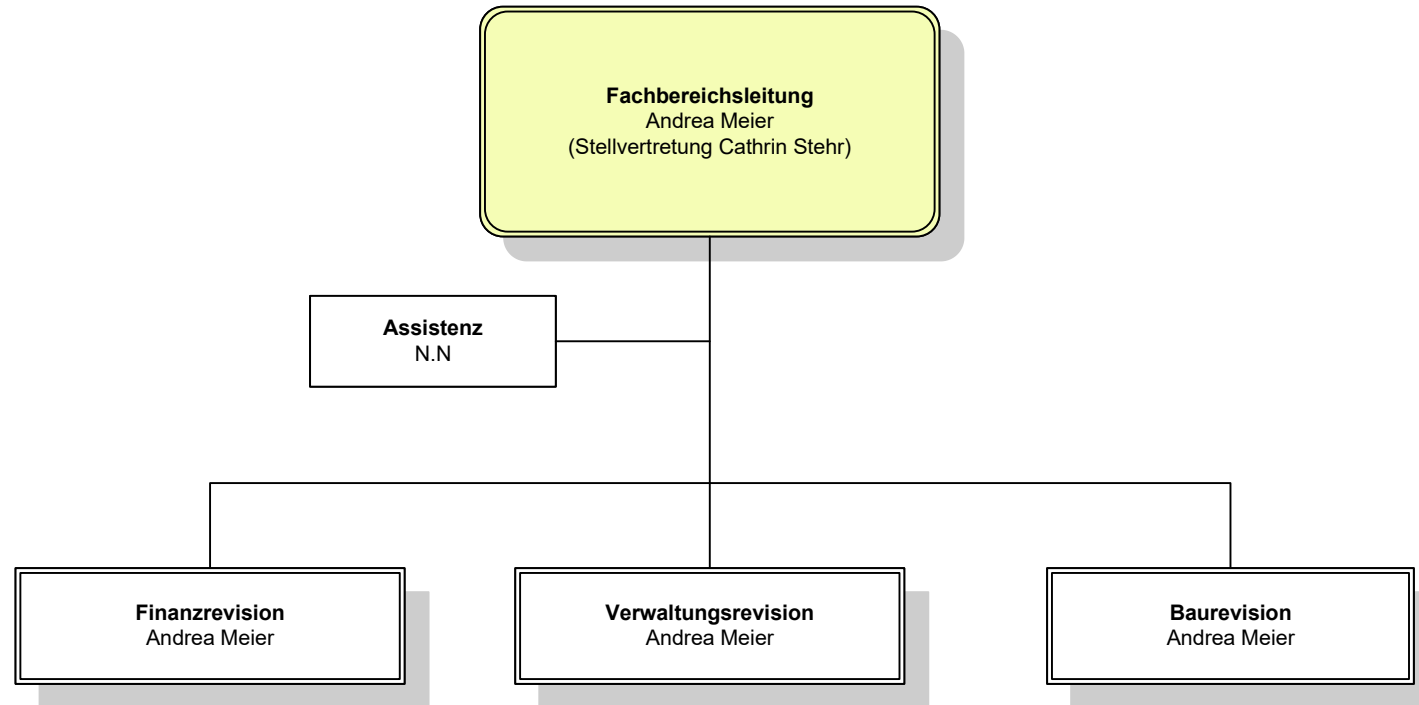 Fachbereichsleitung
Andrea Meier
(Stellvertretung Cathrin Stehr)
Assistenz
N.N
Finanzrevision
Andrea Meier
Verwaltungsrevision
Andrea Meier
Baurevision
Andrea Meier